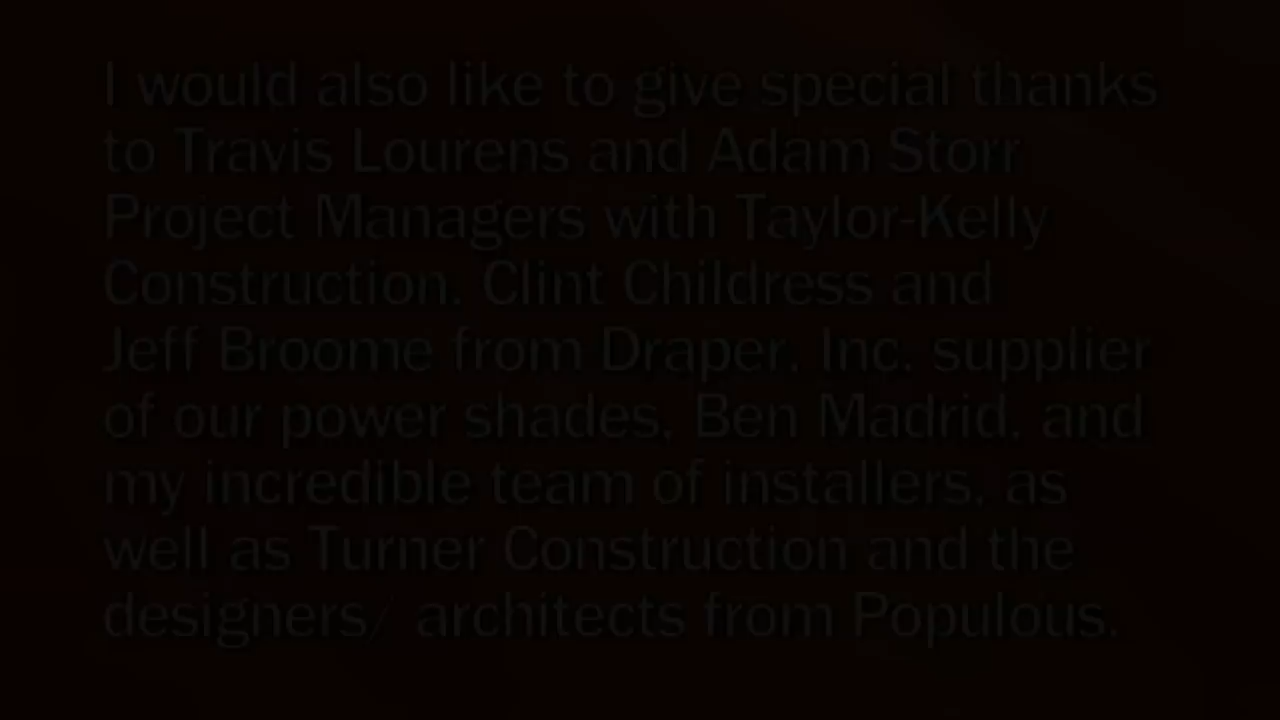 I would also like to give special thanks
to Travis Lourens and Adam Storr
Project Managers with Taylor-Kelly
Construction. Clint Childress and
Jeff Broome from Draper, Inc. supplier
of our power shades, Ben Madrid, and
my incredible team of installers, as
well as Turner Construction and the
designers/ architects from Populous.